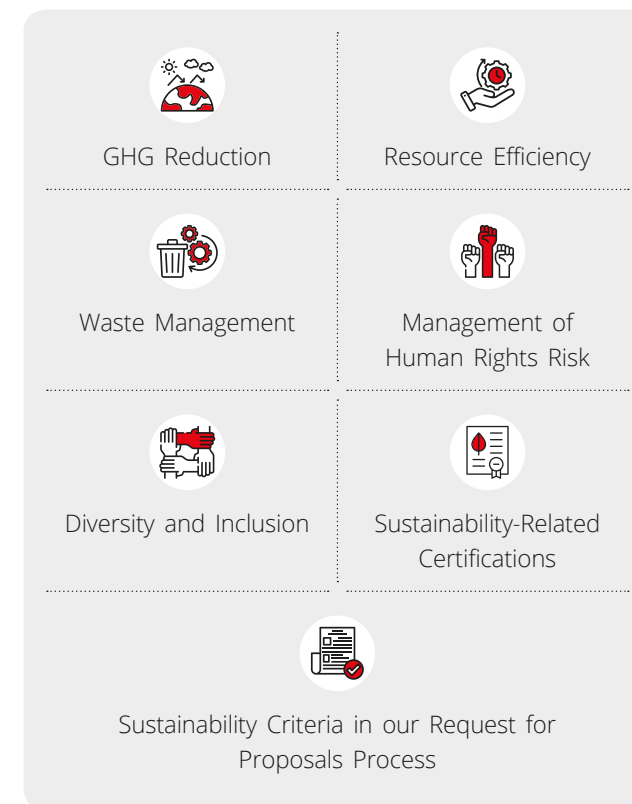 GHG Reduction
Resource Efficiency
Waste Management
Management of
Human Rights Risk
Diversity and Inclusion
Sustainability-Related
Certifications
Sustainability Criteria in our Request for
Proposals Process